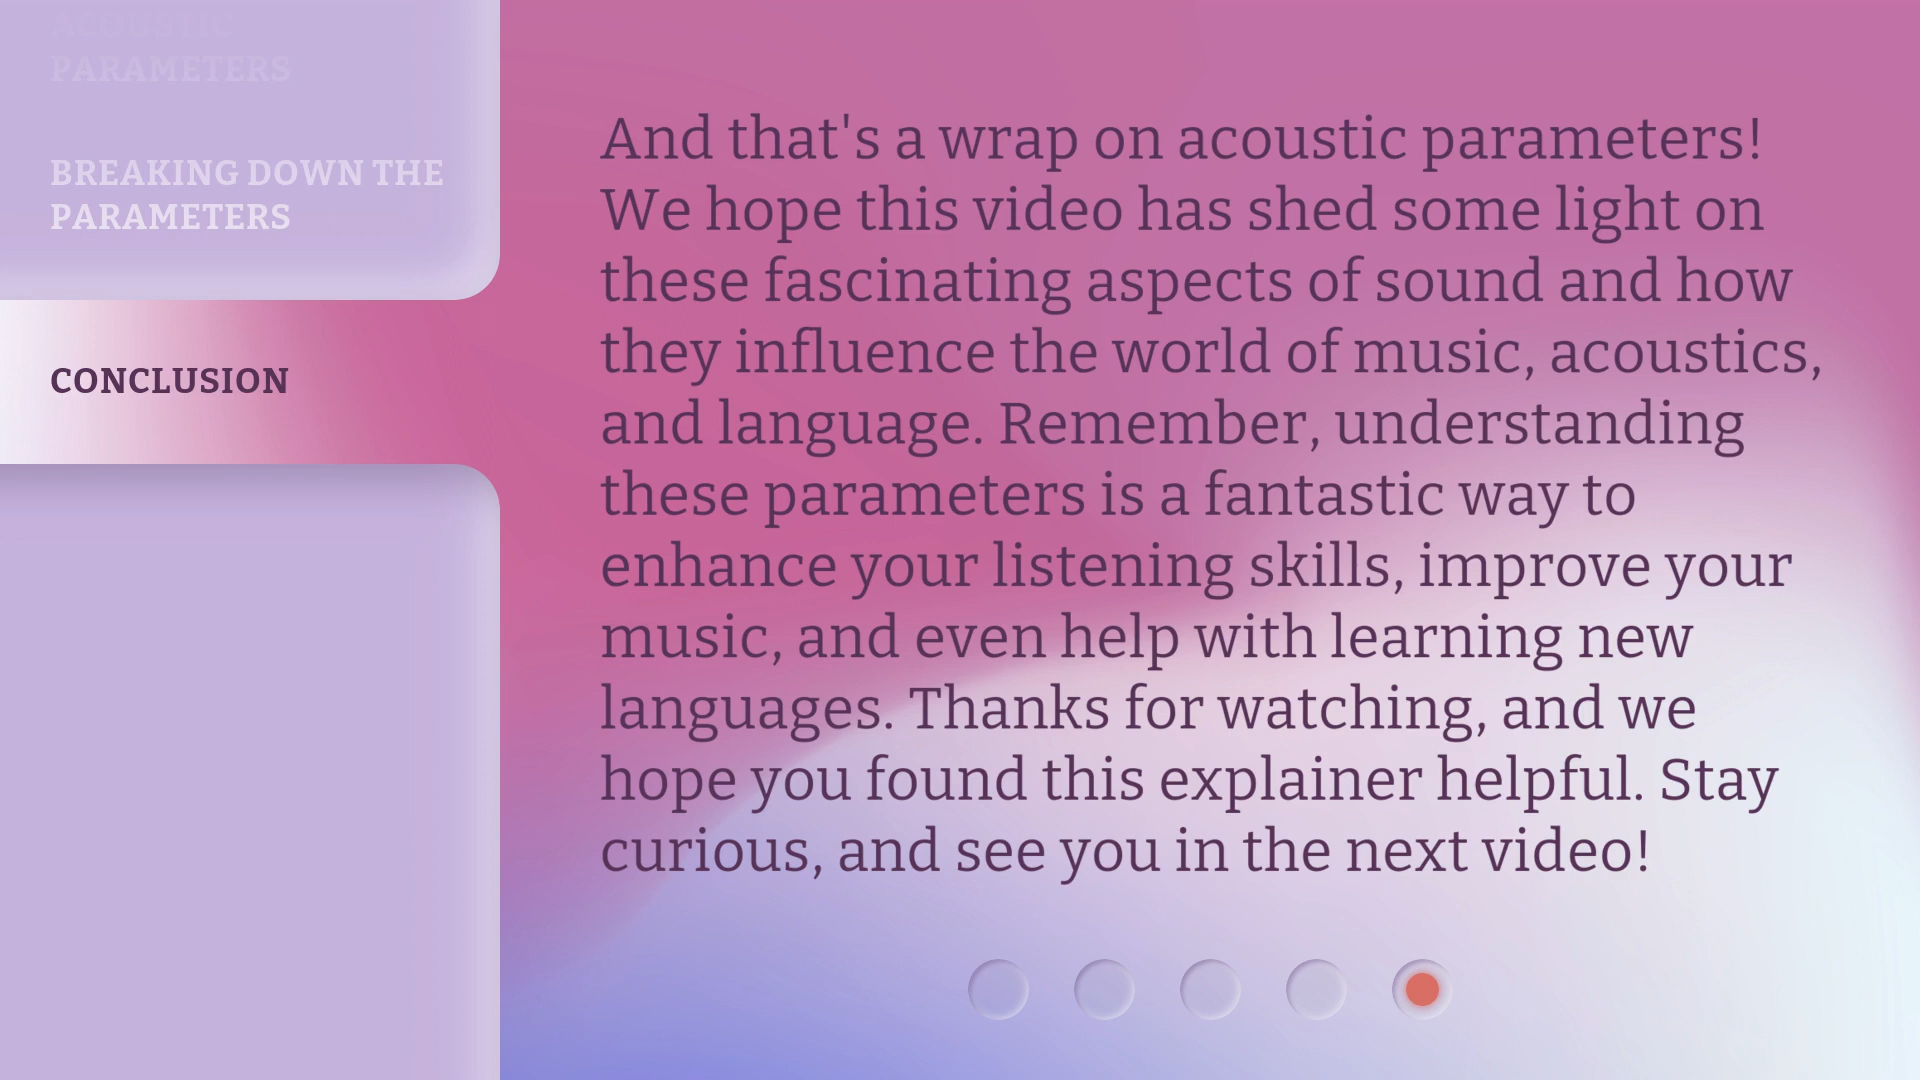 ACOUSTIC
PARAMETERS
BREAKING DOWN THE
PARAMETERS
CONCLUSION
And that's a wrap on acoustic parameters!
We hope this video has shed some light on
these fascinating aspects of sound and how
they influence the world of music, acoustics,
and language. Remember, understanding
these parameters is a fantastic way to
enhance your listening skills, improve your
music, and even help with learning new
languages. Thanks for watching, and we
hope you found this explainer helpful. Stay
curious, and see you in the next video!